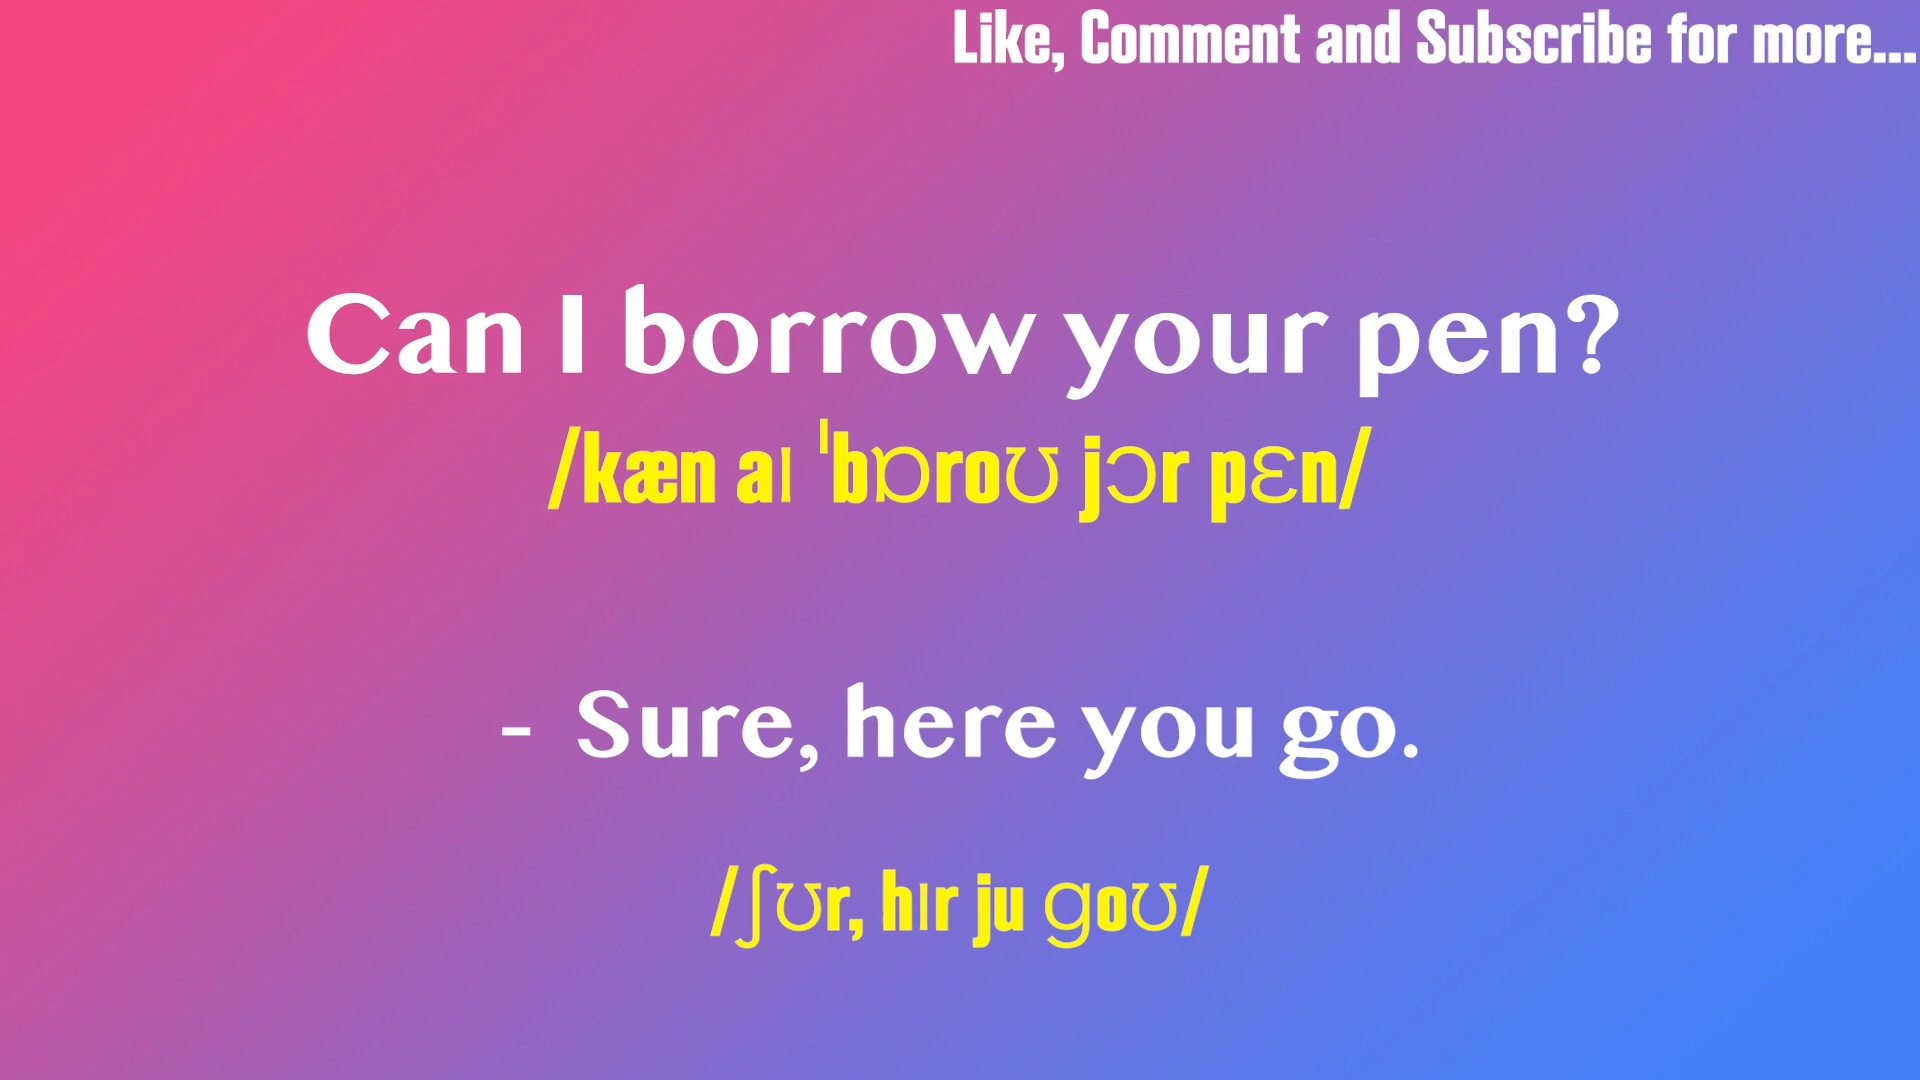 Like, Comment and Subscribe for more...
Can I borrow your pen?
/kæn aɪ ˈbɒroʊ jɔr pɛn/
- Sure, here you go.
/ʃʊr, hɪr ju ɡoʊ/